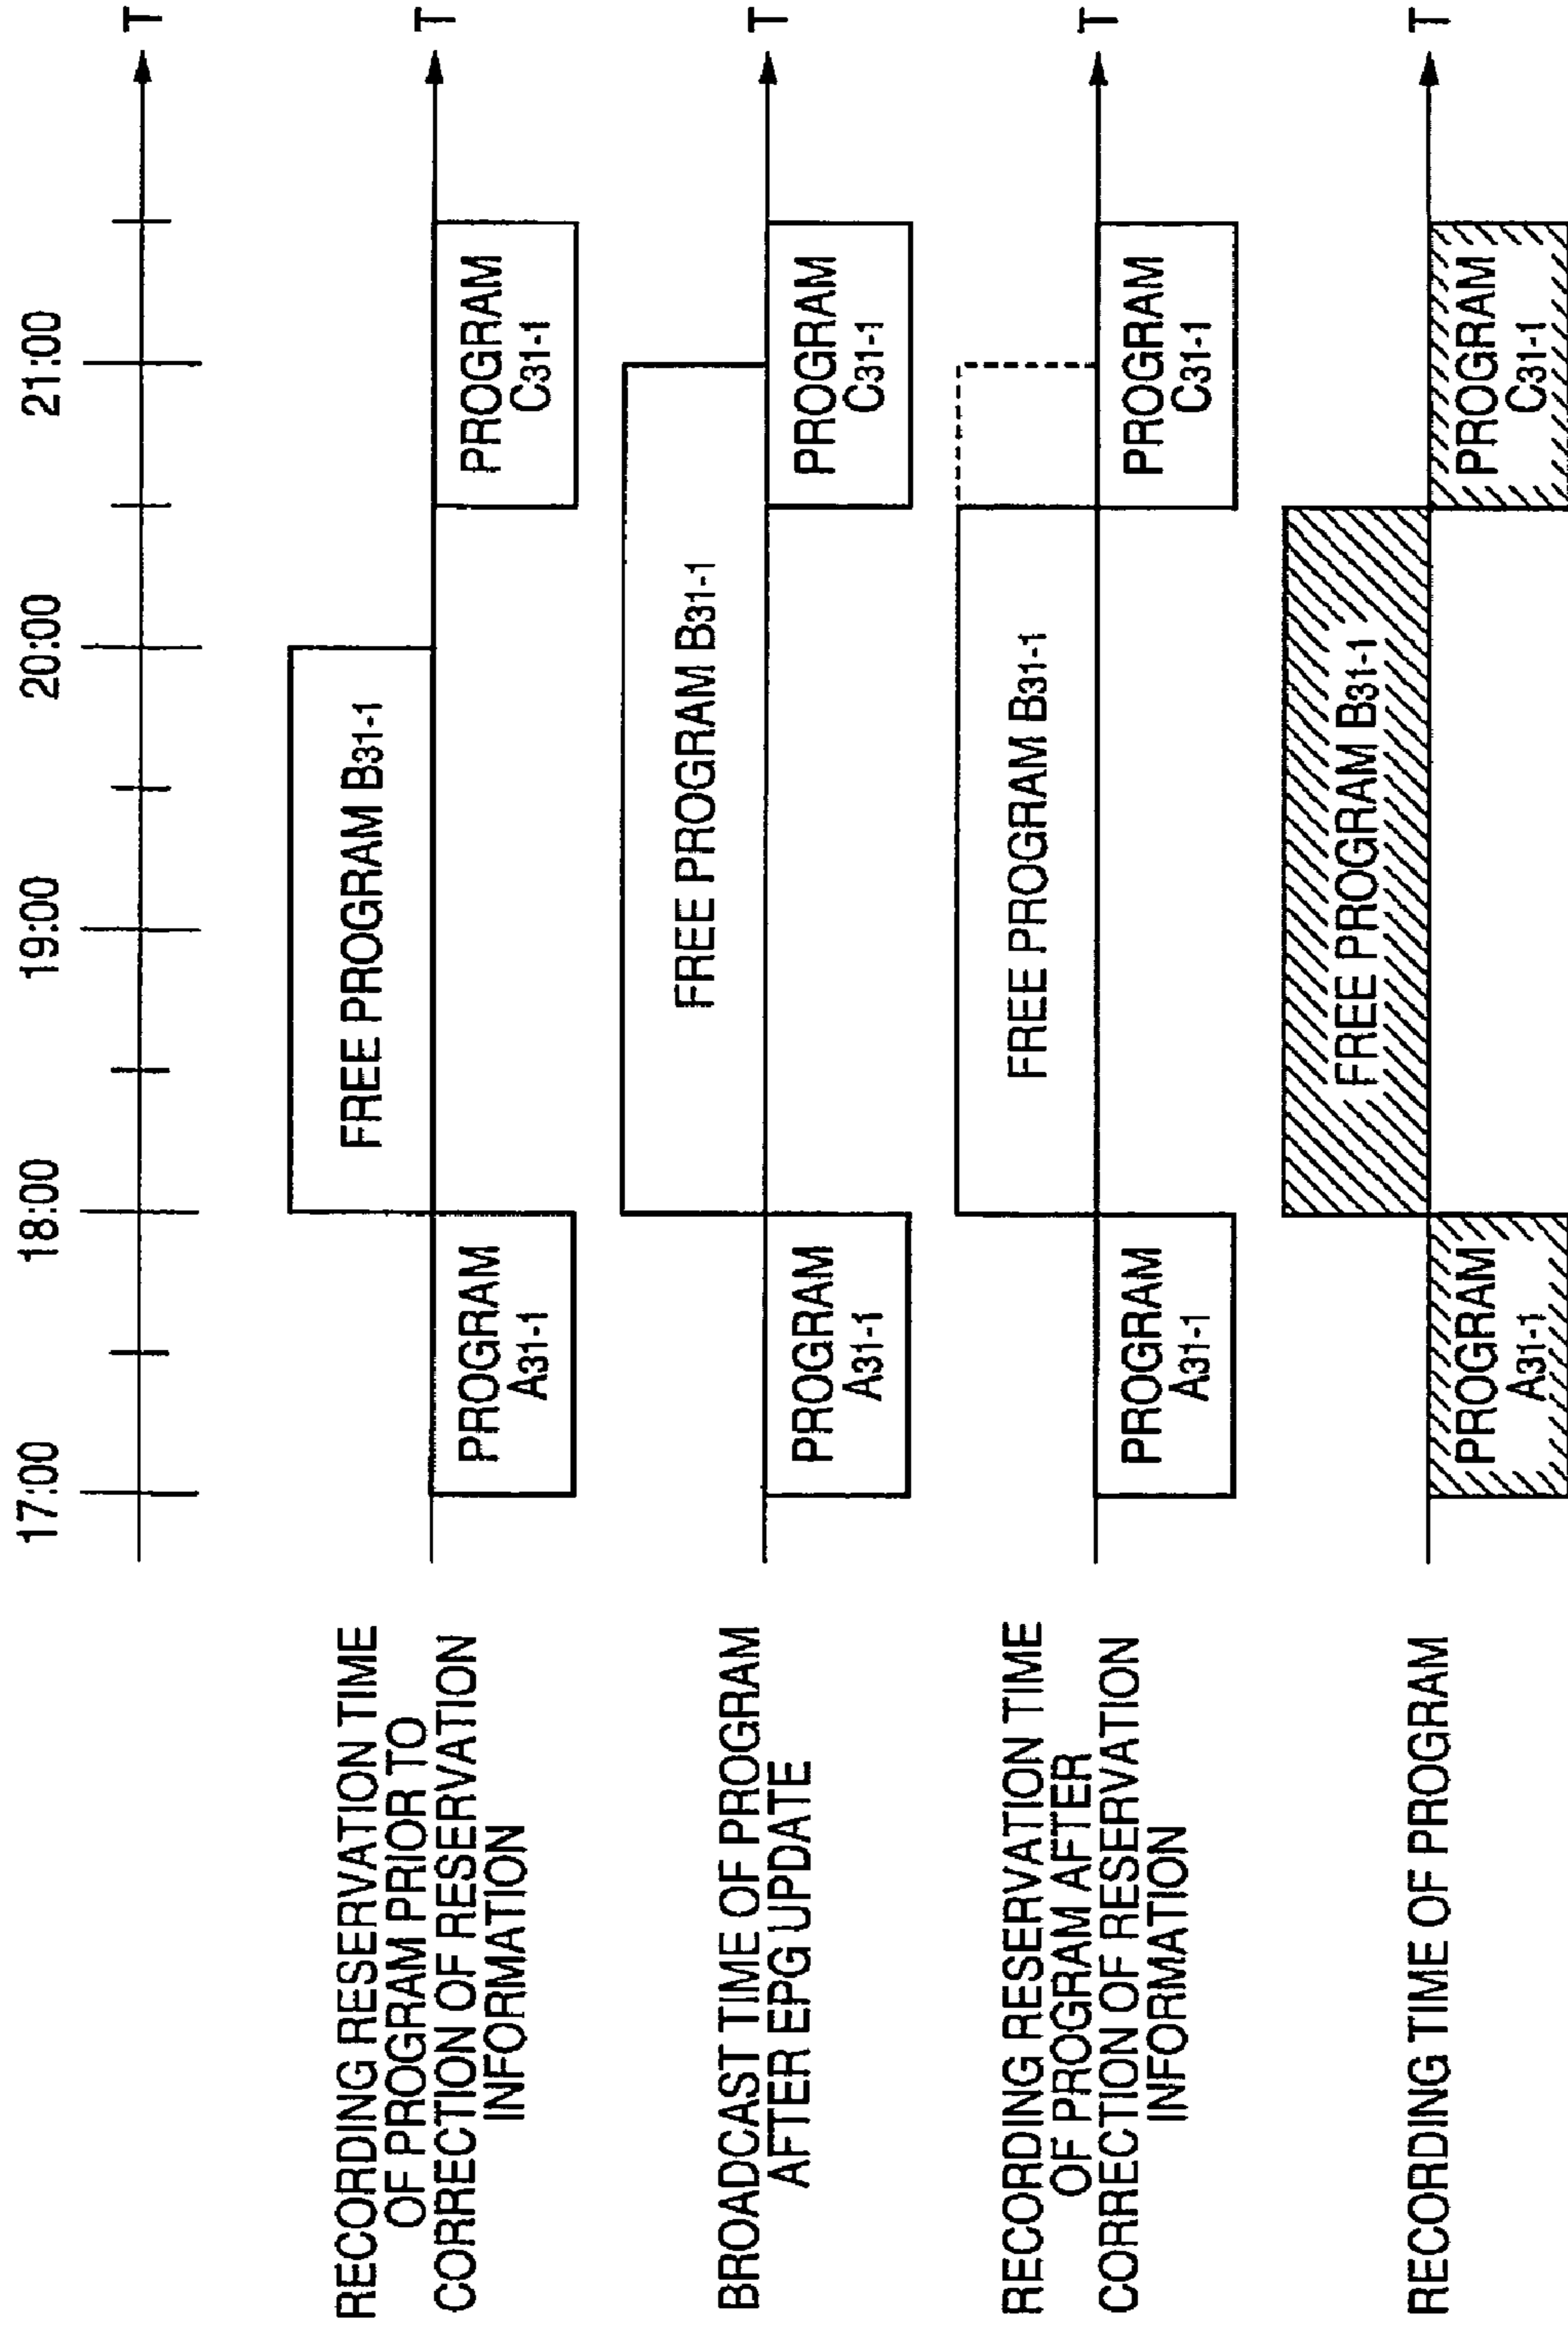 17:00 18:00 19:00 20:00 21:00
T
RECORDING RESERVATION TIME
OF PROGRAM PRIOR TO
CORRECTION OF RESERVATION
INFORMATION
FREE PROGRAM B31-1
PROGRAM
A31-1
PROGRAM
C31-1
T
BROADCAST TIME OF PROGRAM
AFTER EPG UPDATE
FREE PROGRAM B31-1
PROGRAM
A31-1
PROGRAM
C31-1
T
RECORDING RESERVATION TIME
OF PROGRAM AFTER
CORRECTION OF RESERVATION
INFORMATION
FREE PROGRAM B31-1
PROGRAM
A31-1
PROGRAM
C31-1
T
RECORDING TIME OF PROGRAM
FREE PROGRAM B31-1
PROGRAM
A31-1
PROGRAM
C31-1
T